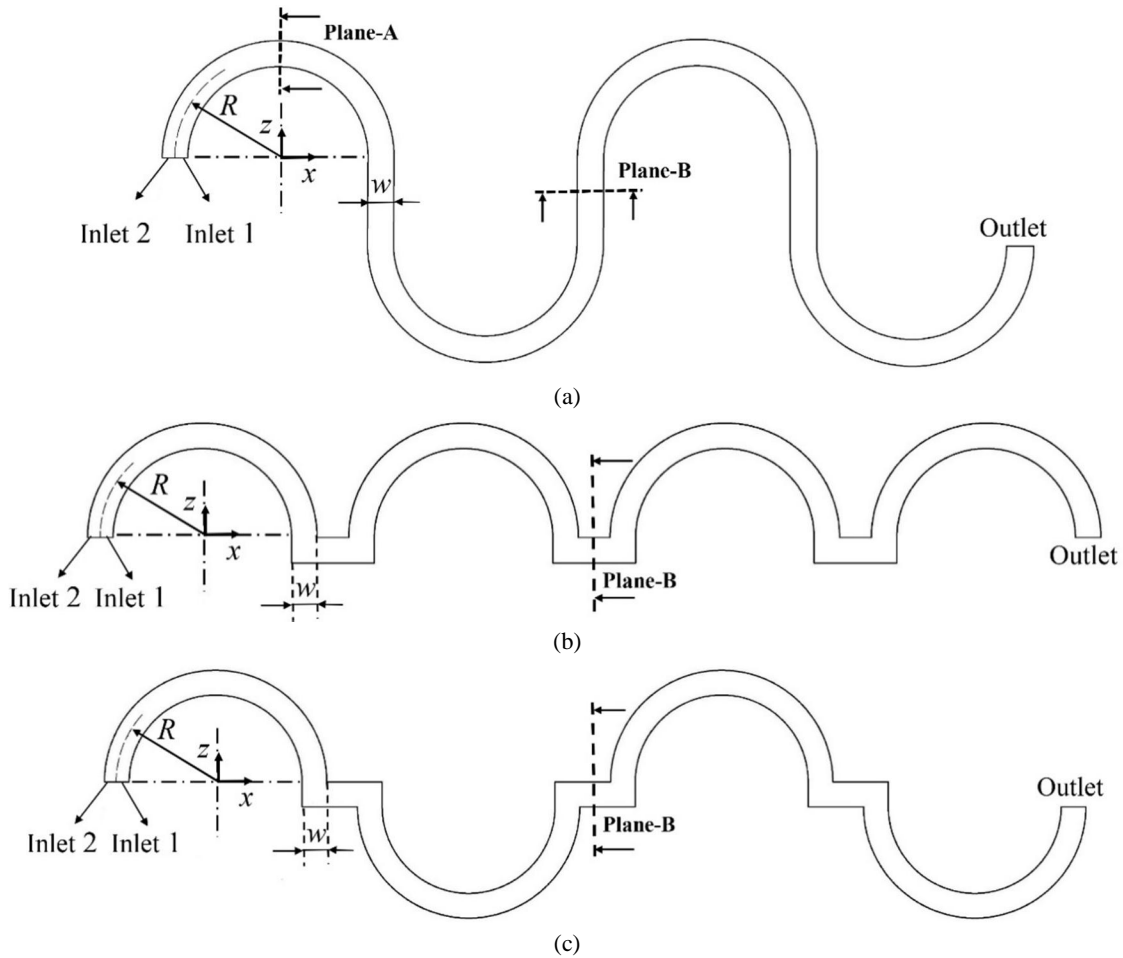 Plane-A
R
z
x
w
Plane-B
Inlet 2 Inlet 1
Outlet
(a)
R
z
x
Plane-B
Outlet
w
Inlet 2 Inlet 1
(b)
R
z
x
Outlet
w
Plane-B
Inlet 2 Inlet 1
(c)